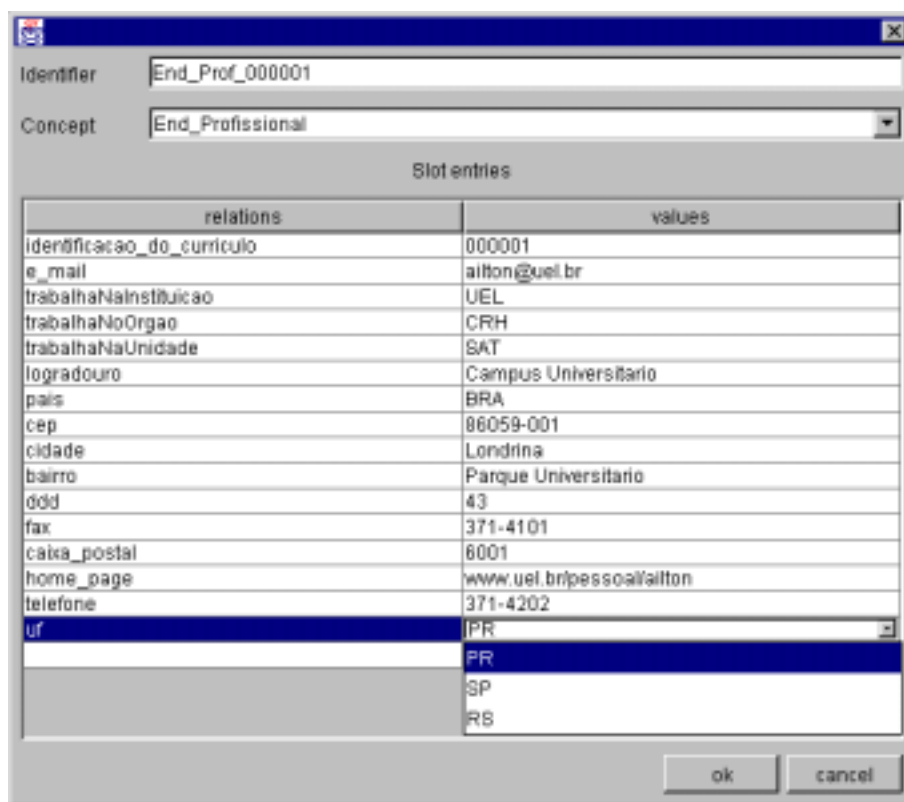 Identifier End_Prof_000001
Concept End_Profissional
Slot entries
relations values
identificacao_do_curriculo 000001
e_mail ailton@uel.br
trabalhaNaInstituicao UEL
trabalhaNoOrgao CRH
trabalhaNaUnidade SAT
logradouro Campus Universitario
pais BRA
cep 86059-001
cidade Londrina
bairro Parque Universitario
ddd 43
fax 371-4101
caixa_postal 6001
home_page www.uel.br/pessoal/ailton
telefone 371-4202
uf PR
PR
SP
RS
ok cancel